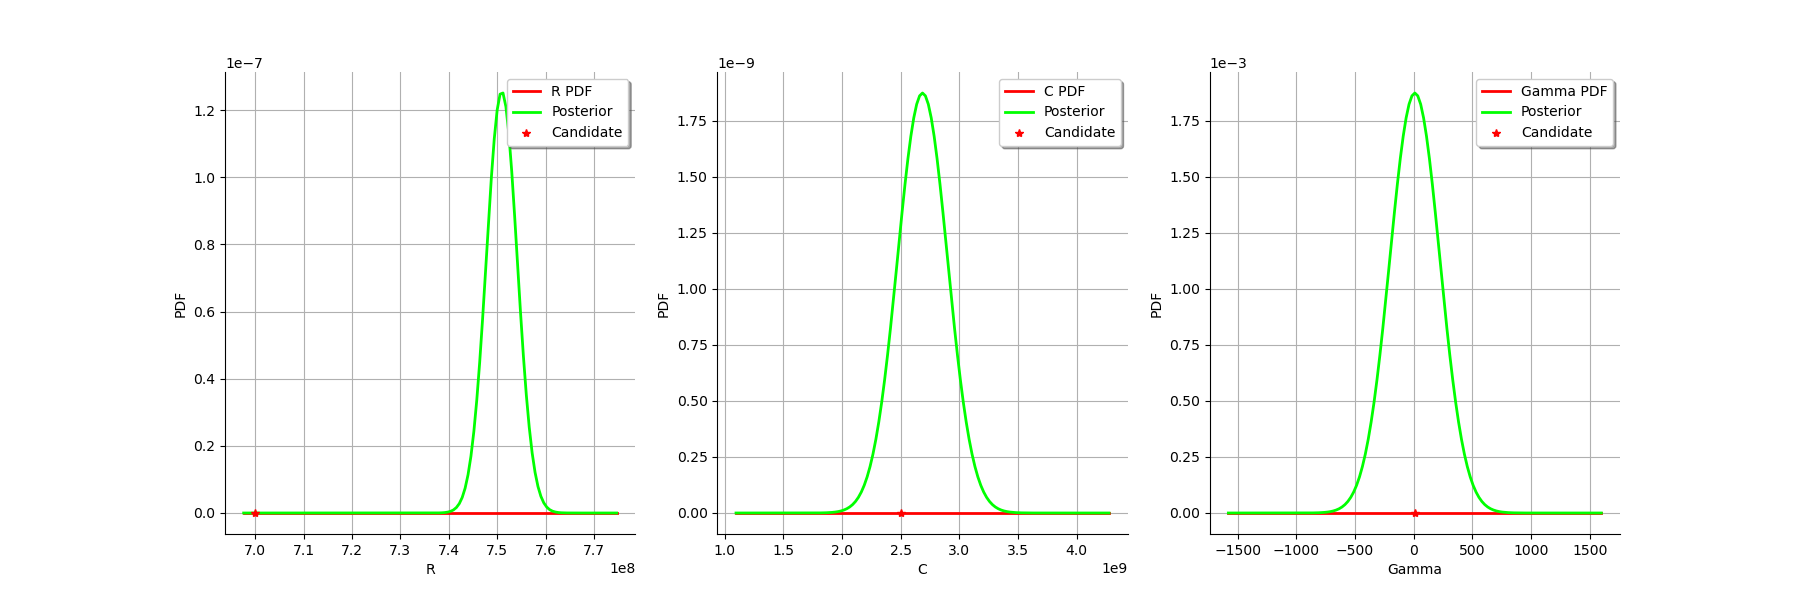 1e−7
R PDF
Posterior
Candidate
1.2
1.0
0.8
0.6
0.4
0.2
0.0
PDF
7.0 7.1 7.2 7.3 7.4 7.5 7.6 7.7
R
1e8
1e−9
C PDF
Posterior
Candidate
1.75
1.50
1.25
1.00
0.75
0.50
0.25
0.00
PDF
1.0 1.5 2.0 2.5 3.0 3.5 4.0
C
1e9
1e−3
Gamma PDF
Posterior
Candidate
1.75
1.50
1.25
1.00
0.75
0.50
0.25
0.00
PDF
−1500 −1000 −500 0 500 1000 1500
Gamma